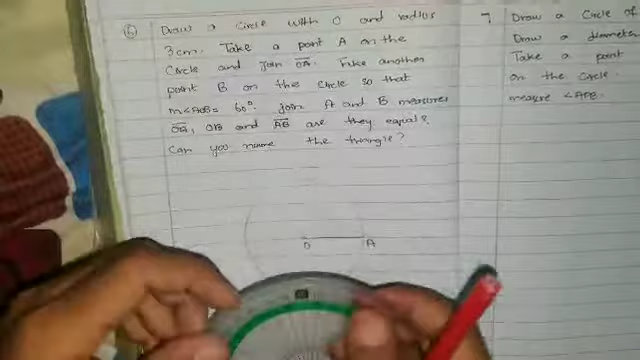 6 Draw a circle with O and radius
3cm. Take a point A on the
Circle and join OA. Take another
point B on the circle so that
m<AOB= 60°. Join A and B measures
OA, OB and AB are they equal?
Can you name the triangle?
O A
7 Draw a Circle of
Draw a diameter
Take a point
on the circle.
measure <APB.